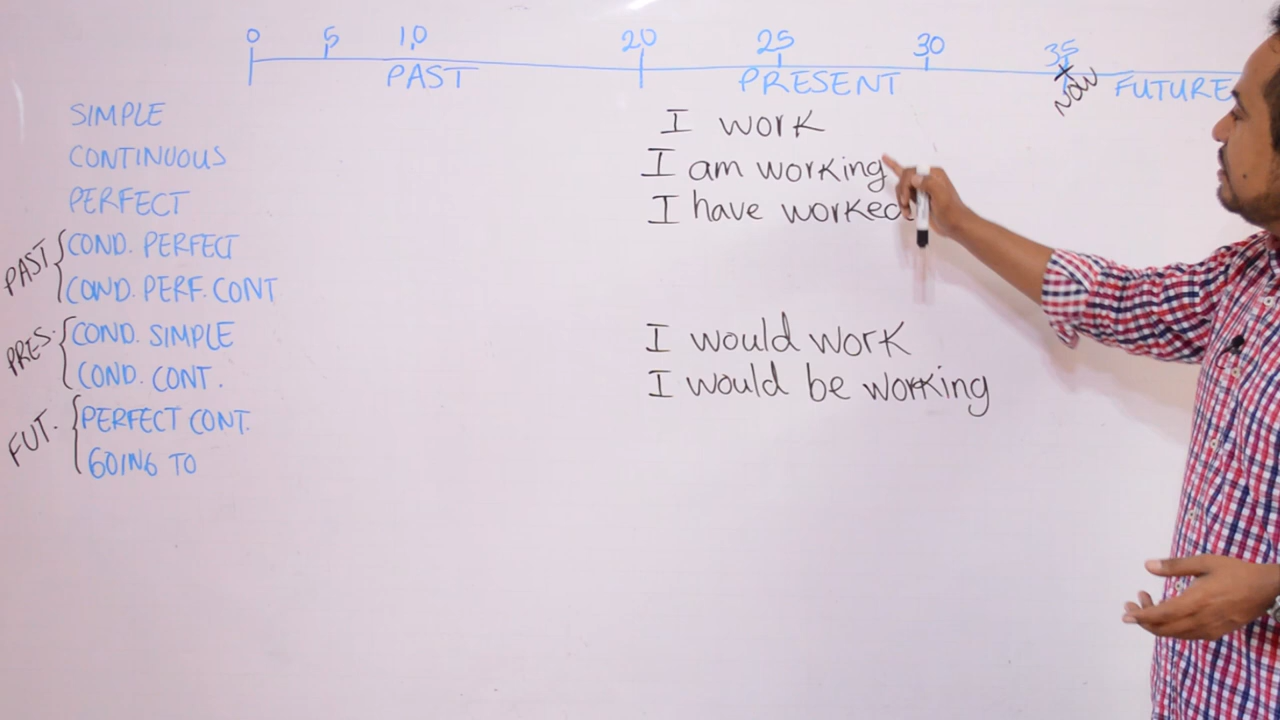 0 5 10 20 25 30 35
PAST PRESENT NOW FUTURE
SIMPLE I work
CONTINUOUS I am working
PERFECT I have worked
PAST { COND. PERFECT
COND. PERF. CONT
PRES. { COND. SIMPLE I would work
COND. CONT. I would be working
FUT. { PERFECT CONT.
GOING TO